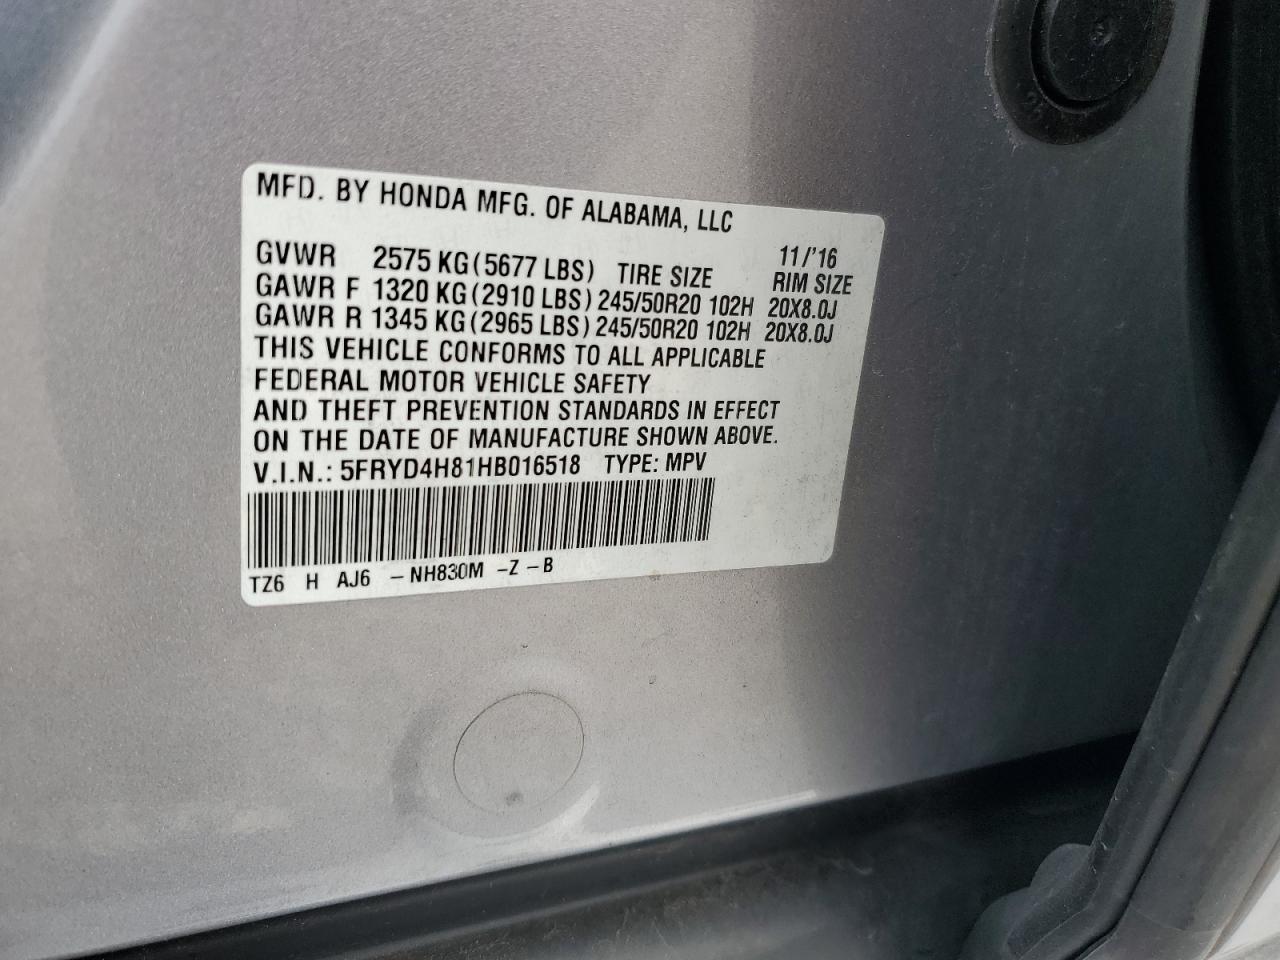 MFD. BY HONDA MFG. OF ALABAMA, LLC
11/'16
GVWR 2575 KG (5677 LBS) TIRE SIZE RIM SIZE
GAWR F 1320 KG (2910 LBS) 245/50R20 102H 20X8.0J
GAWR R 1345 KG (2965 LBS) 245/50R20 102H 20X8.0J
THIS VEHICLE CONFORMS TO ALL APPLICABLE
FEDERAL MOTOR VEHICLE SAFETY
AND THEFT PREVENTION STANDARDS IN EFFECT
ON THE DATE OF MANUFACTURE SHOWN ABOVE.
V.I.N.: 5FRYD4H81HB016518 TYPE: MPV
TZ6 H AJ6 -NH830M -Z-B